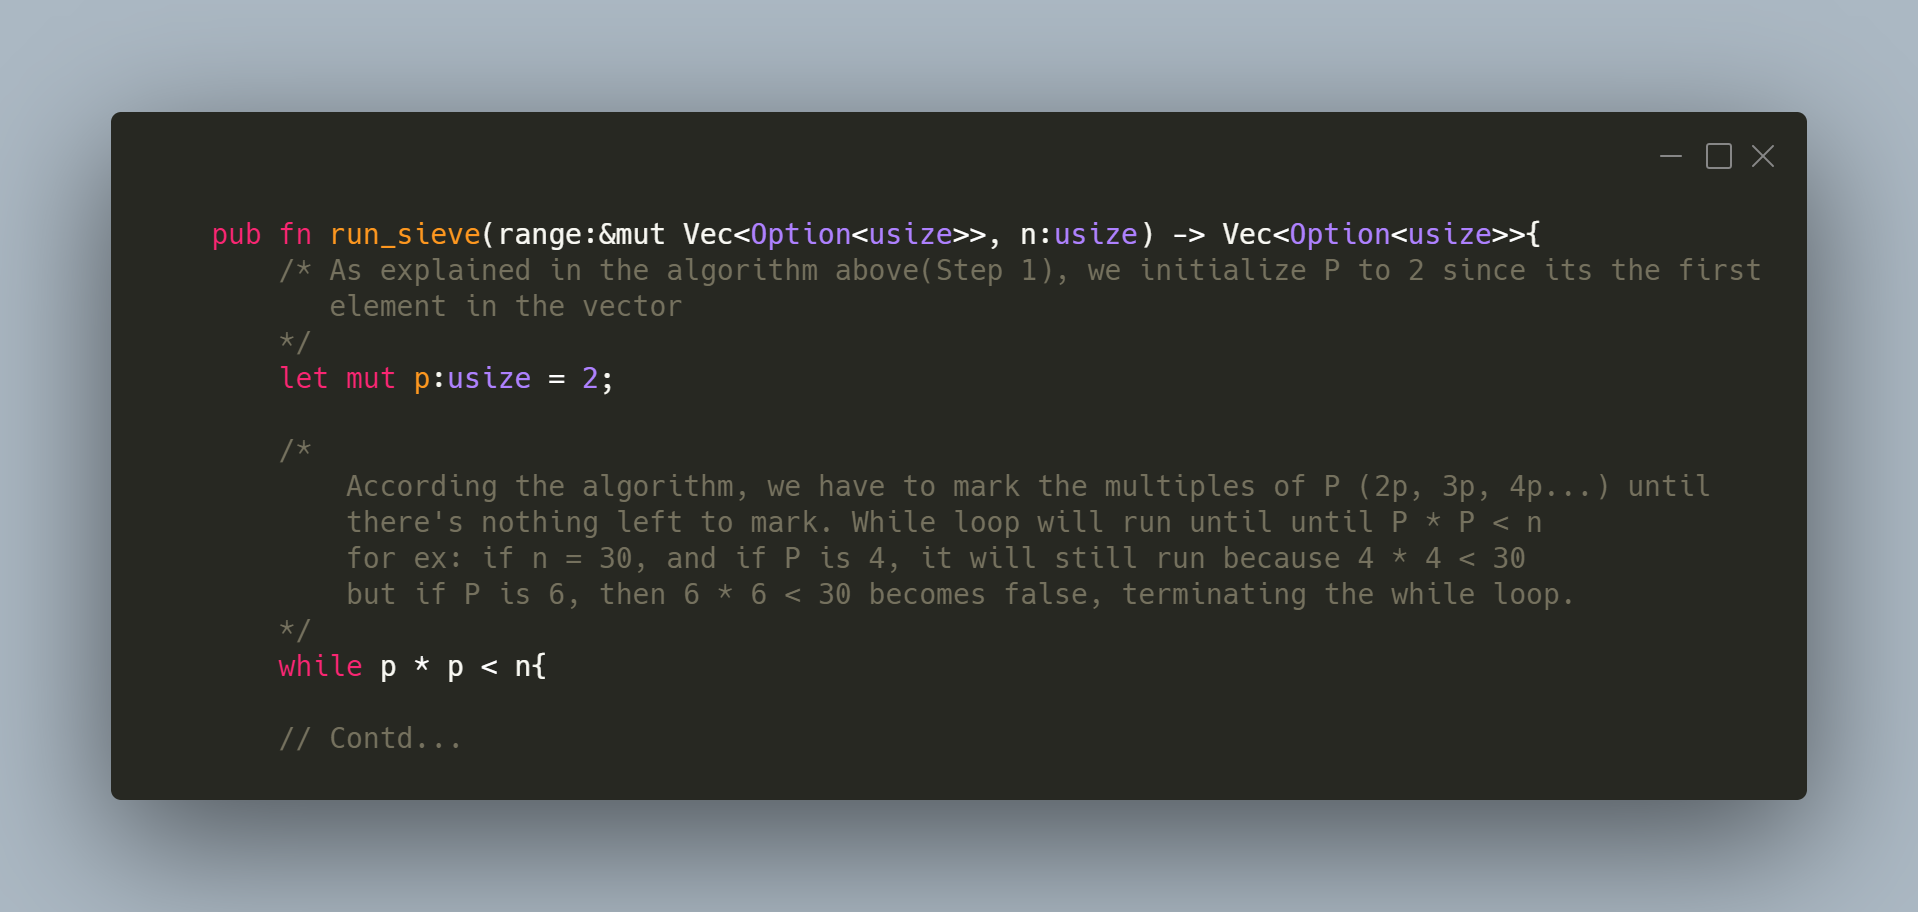 pub fn run_sieve(range:&mut Vec<Option<usize>>, n:usize) -> Vec<Option<usize>>{
    /* As explained in the algorithm above(Step 1), we initialize P to 2 since its the first
       element in the vector
    */
    let mut p:usize = 2;

    /*
        According the algorithm, we have to mark the multiples of P (2p, 3p, 4p...) until
        there's nothing left to mark. While loop will run until until P * P < n
        for ex: if n = 30, and if P is 4, it will still run because 4 * 4 < 30
        but if P is 6, then 6 * 6 < 30 becomes false, terminating the while loop.
    */
    while p * p < n{

    // Contd...